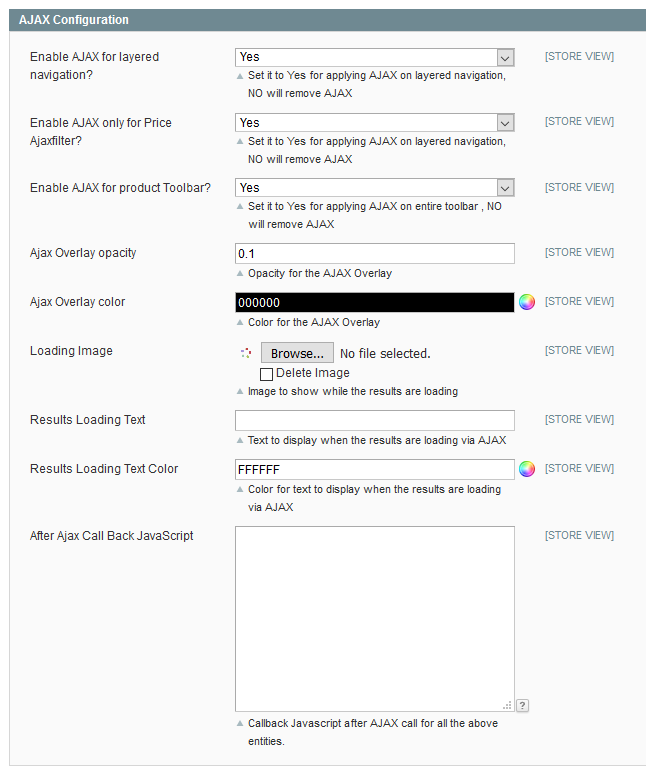 AJAX Configuration
Enable AJAX for layered navigation?
Yes
[STORE VIEW]
Set it to Yes for applying AJAX on layered navigation,
NO will remove AJAX
Enable AJAX only for Price
Ajaxfilter?
Yes
[STORE VIEW]
Set it to Yes for applying AJAX on layered navigation,
NO will remove AJAX
Enable AJAX for product Toolbar?
Yes
[STORE VIEW]
Set it to Yes for applying AJAX on entire toolbar , NO
will remove AJAX
Ajax Overlay opacity
0.1
[STORE VIEW]
Opacity for the AJAX Overlay
Ajax Overlay color
000000
[STORE VIEW]
Color for the AJAX Overlay
Loading Image
Browse... No file selected.
[STORE VIEW]
Delete Image
Image to show while the results are loading
Results Loading Text
[STORE VIEW]
Text to display when the results are loading via AJAX
Results Loading Text Color
FFFFFF
[STORE VIEW]
Color for text to display when the results are loading
via AJAX
After Ajax Call Back JavaScript
[STORE VIEW]
?
Callback Javascript after AJAX call for all the above
entities.